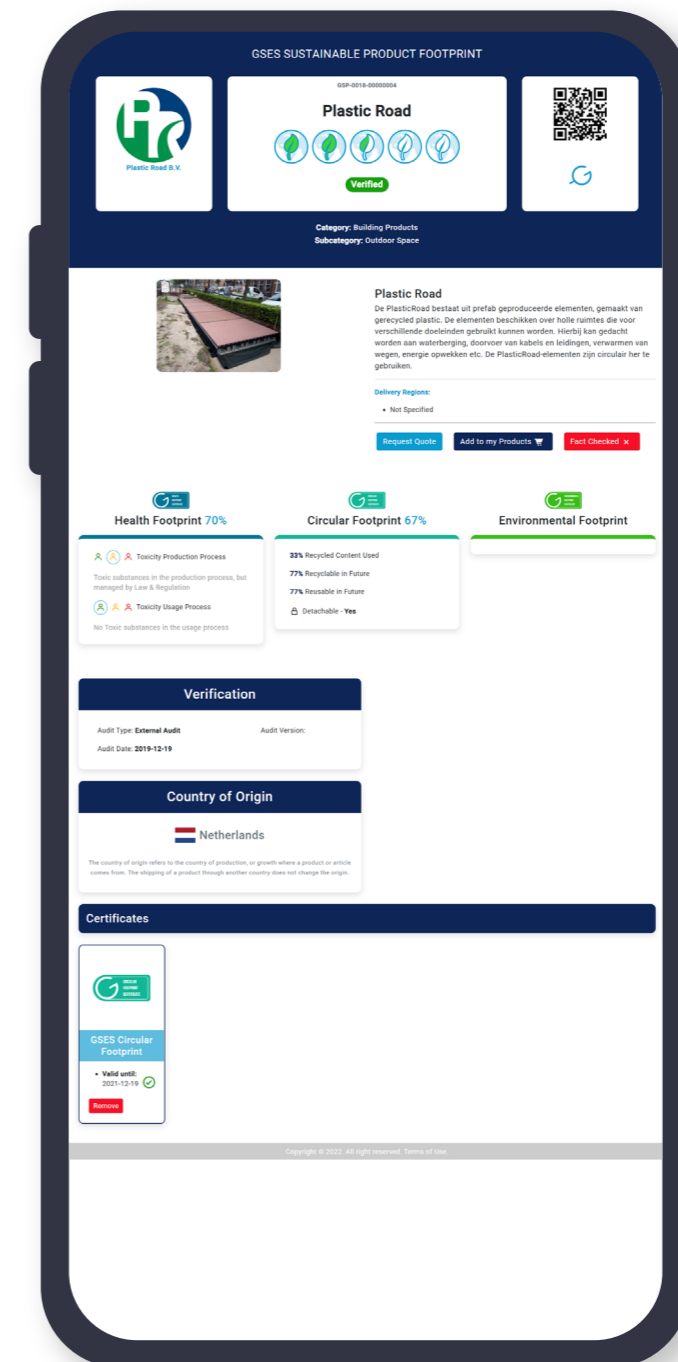 GSES SUSTAINABLE PRODUCT FOOTPRINT
Plastic Road B.V.
GSP-0018-00000004
Plastic Road
Verified
Category: Building Products
Subcategory: Outdoor Space
Plastic Road
De PlasticRoad bestaat uit prefab geproduceerde elementen, gemaakt van
gerecycled plastic. De elementen beschikken over holle ruimtes die voor
verschillende doeleinden gebruikt kunnen worden. Hierbij kan gedacht
worden aan waterberging, doorvoer van kabels en leidingen, verwarmen van
wegen, energie opwekken etc. De PlasticRoad-elementen zijn circulair her te
gebruiken.
Delivery Regions:
• Not Specified
Request Quote
Add to my Products
Fact Checked ×
Health Footprint 70%
Toxicity Production Process
Toxic substances in the production process, but
managed by Law & Regulation
Toxicity Usage Process
No Toxic substances in the usage process
Circular Footprint 67%
33% Recycled Content Used
77% Recyclable in Future
77% Reusable in Future
Detachable - Yes
Environmental Footprint
Verification
Audit Type: External Audit
Audit Version:
Audit Date: 2019-12-19
Country of Origin
Netherlands
The country of origin refers to the country of production, or growth where a product or article
comes from. The shipping of a product through another country does not change the origin.
Certificates
GSES Circular
Footprint
• Valid until:
2021-12-19
Remove
Copyright © 2022. All right reserved. Terms of Use.